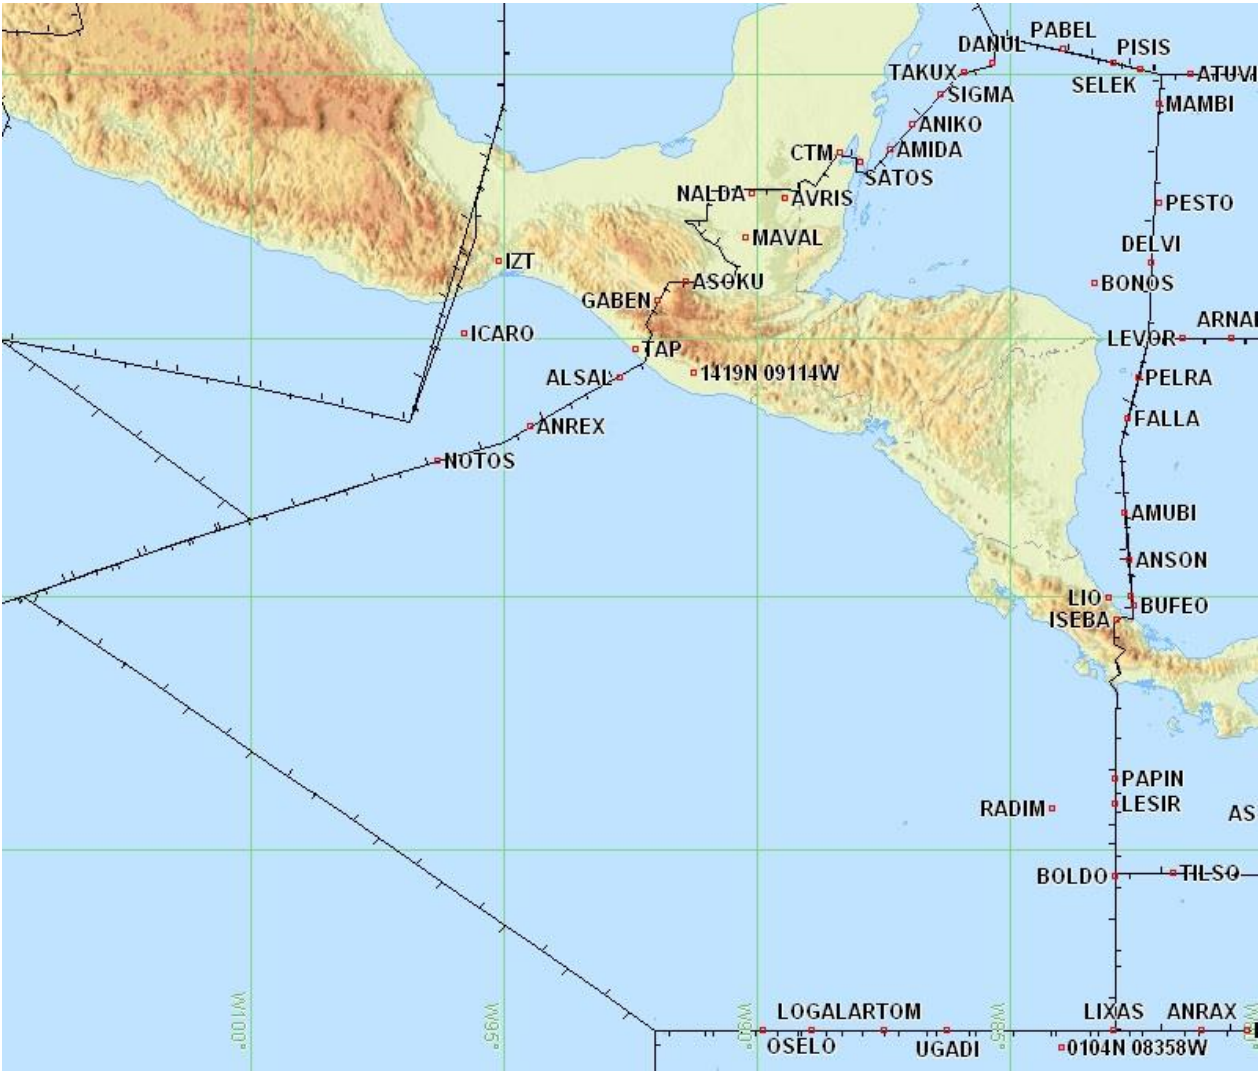 PABEL
DANUL
PISIS
TAKUX
SELEK
ATUVI
SIGMA
MAMBI
ANIKO
CTM
AMIDA
SATOS
NALDA
AVRIS
PESTO
MAVAL
DELVI
IZT
ASOKU
BONOS
GABEN
ARNAI
ICARO
LEVOR
TAP
1419N 09114W
ALSAL
PELRA
FALLA
ANREX
NOTOS
AMUBI
ANSON
LIO
BUFEO
ISEBA
PAPIN
LESIR
RADIM
AS
BOLDO
TILSO
W100°
W95°
W90°
W85°
LOGALARTOM
LIXAS
ANRAX
OSELO
UGADI
0104N 08358W